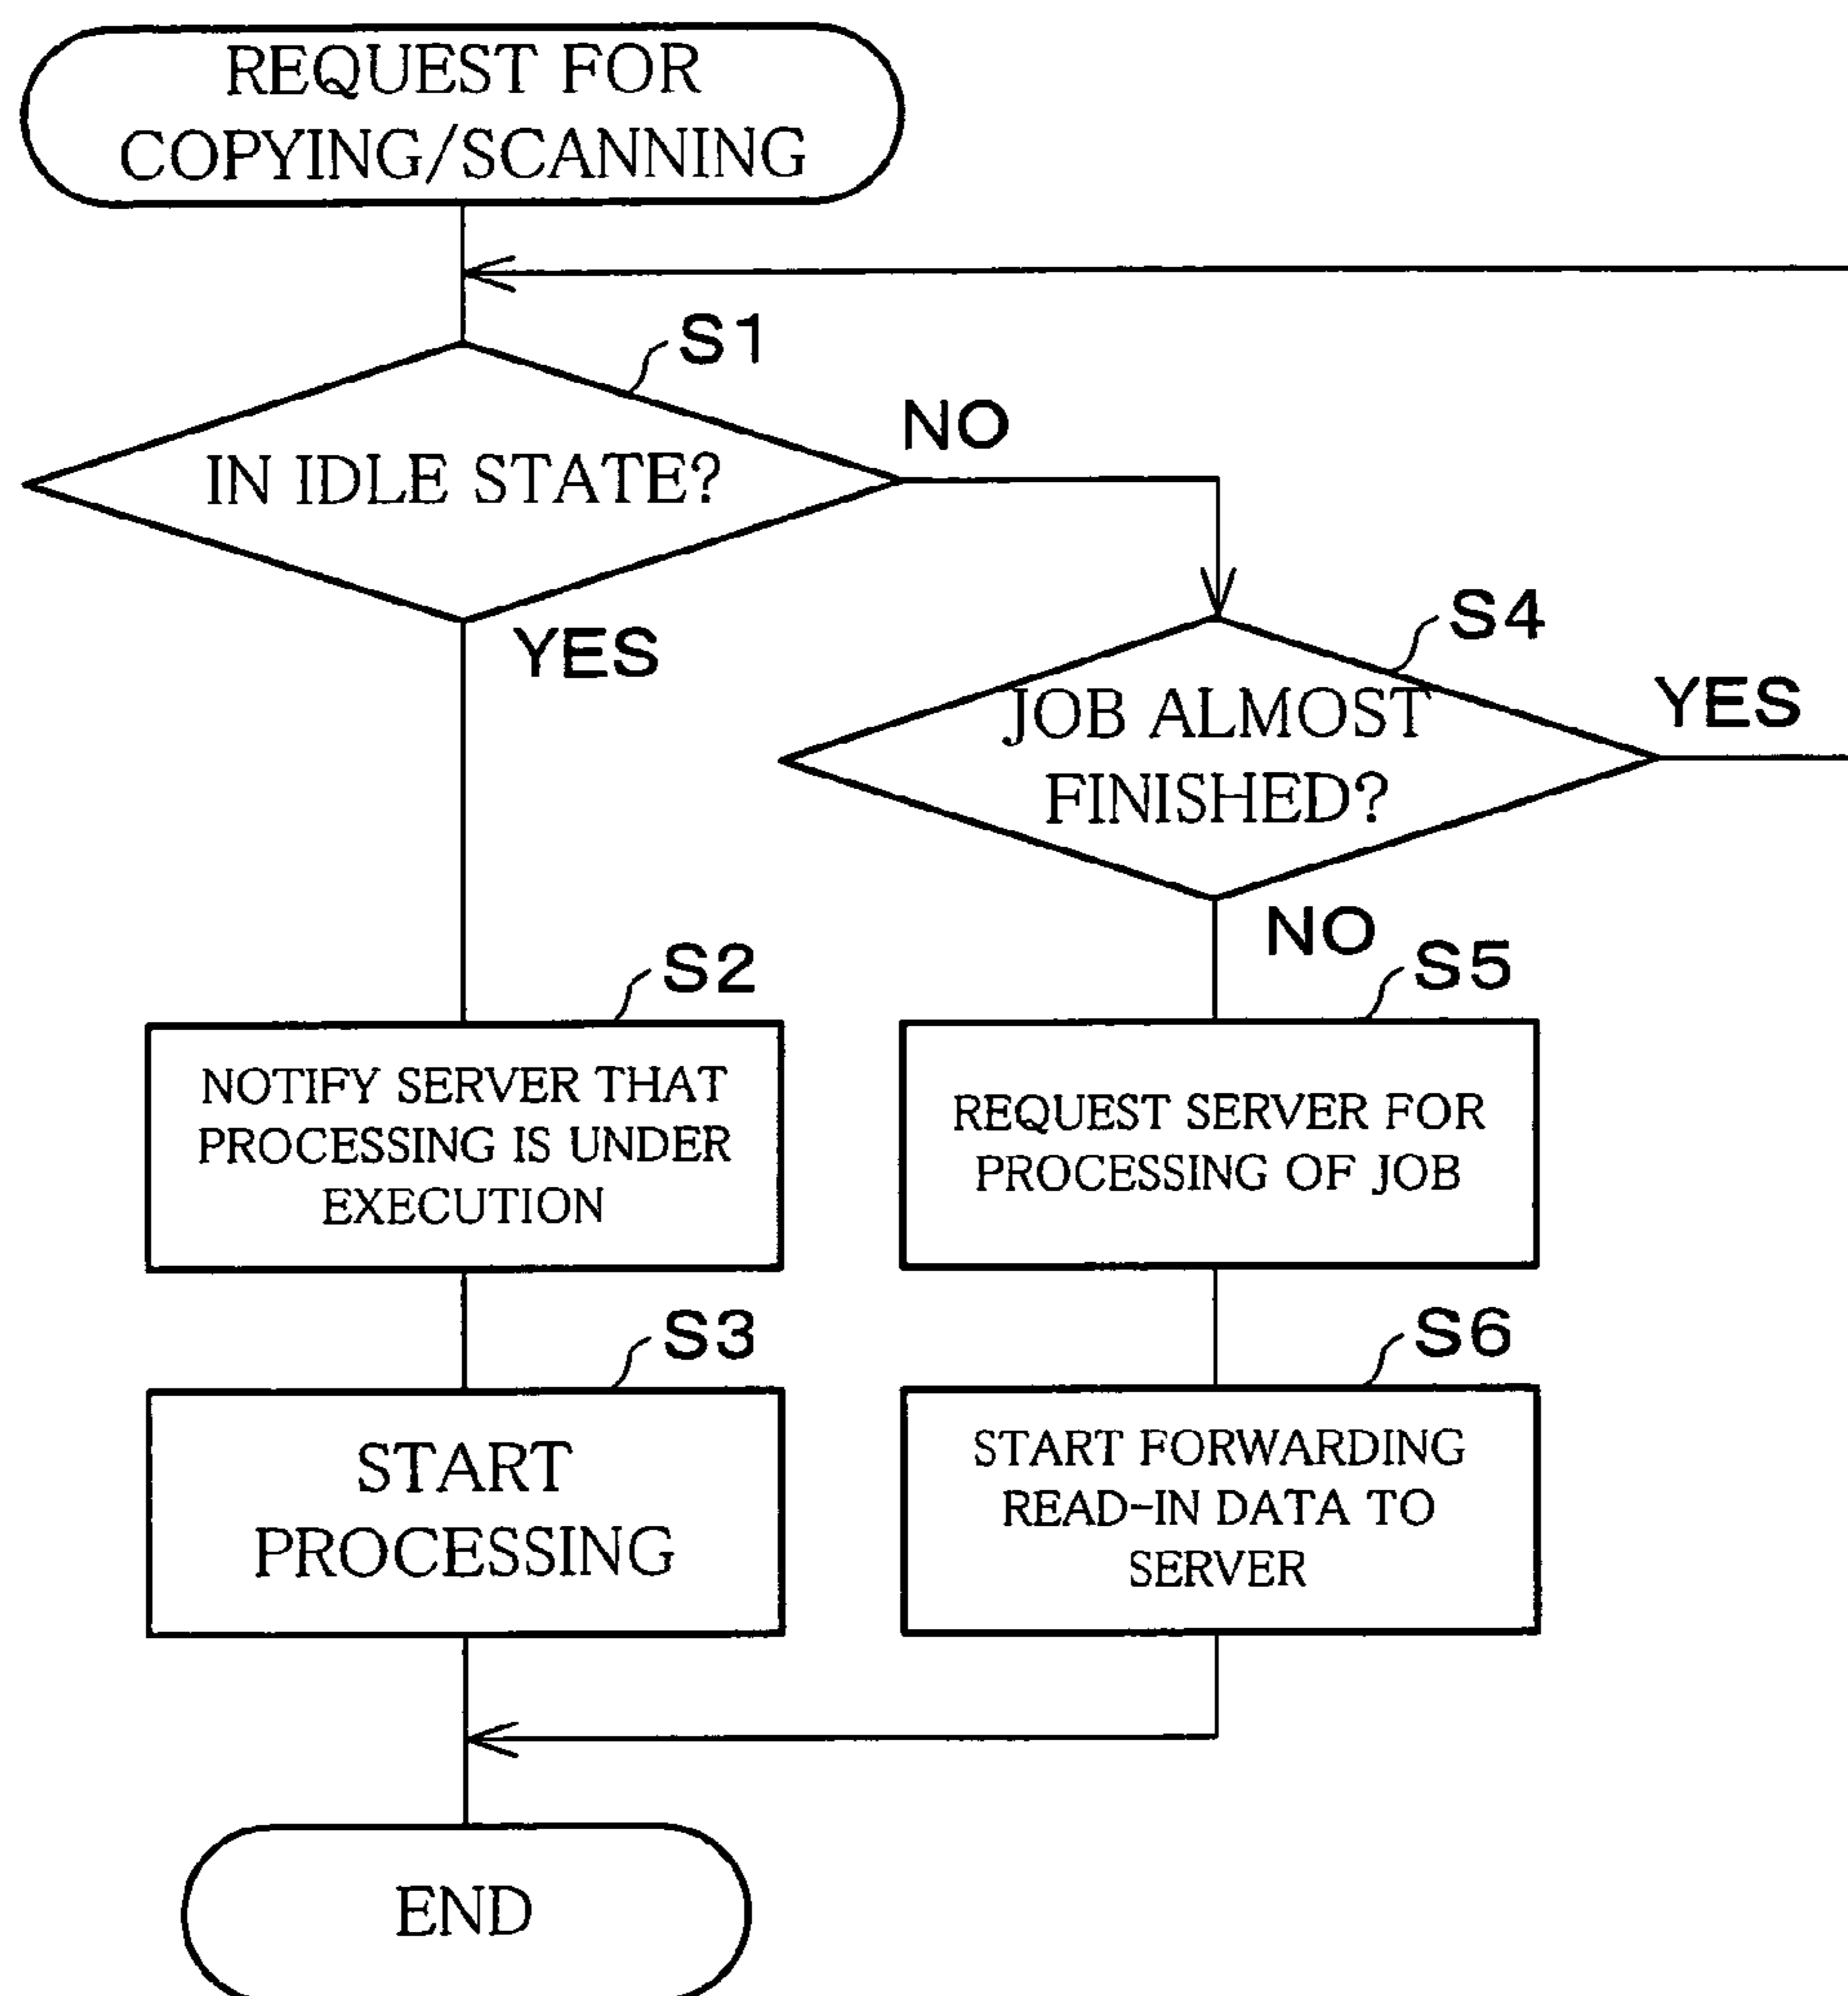 REQUEST FOR
COPYING/SCANNING
S1
IN IDLE STATE?
NO
YES
S4
JOB ALMOST
FINISHED?
YES
NO
S2
NOTIFY SERVER THAT
PROCESSING IS UNDER
EXECUTION
S5
REQUEST SERVER FOR
PROCESSING OF JOB
S3
START
PROCESSING
S6
START FORWARDING
READ-IN DATA TO
SERVER
END